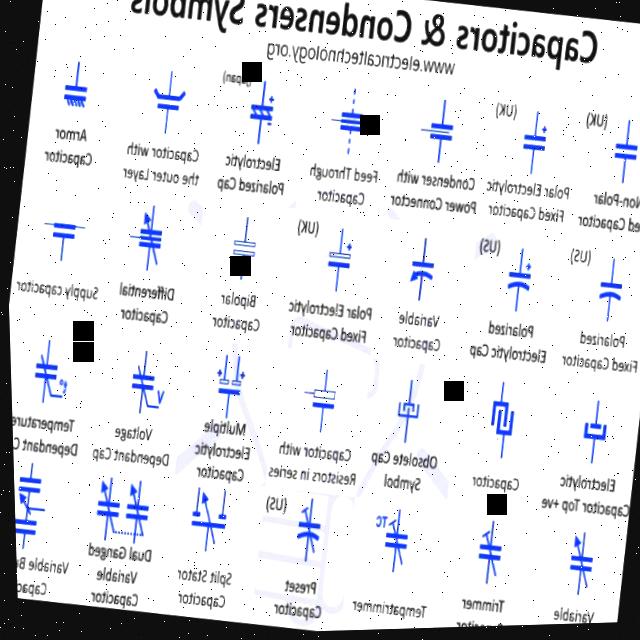 Capacitors & Condensers Symbols
www.electricaltechnology.org
(UK)
Non-Polar
Capacitor
(UK)
Polar Electrolytic
Fixed Capacitor
Condenser with
Power Connector
Feed Through
Capacitor
Electrolytic
Polarized Cap
Capacitor with
the outer Layer
Armor
Capacitor
(US)
Polarized
Fixed Capacitor
(US)
Polarized
Electrolytic Cap
Variable
Capacitor
(UK)
Polar Electrolytic
Fixed Capacitor
Bipolar
Capacitor
Differential
Capacitor
Supply capacitor
Electrolytic
Capacitor Top +ve
Capacitor
Obsolete Cap
Symbol
Capacitor with
Resistors in series
Multiple
Electrolytic
Capacitor
V
Voltage
Dependant Cap
t°
Temperature
Dependant
Variable
T
Trimmer
TC
Tempatrimmer
(US)
T
Preset
Capacitor
Split Stator
Capacitor
Dual Ganged
Variable
Capacitor
Variable